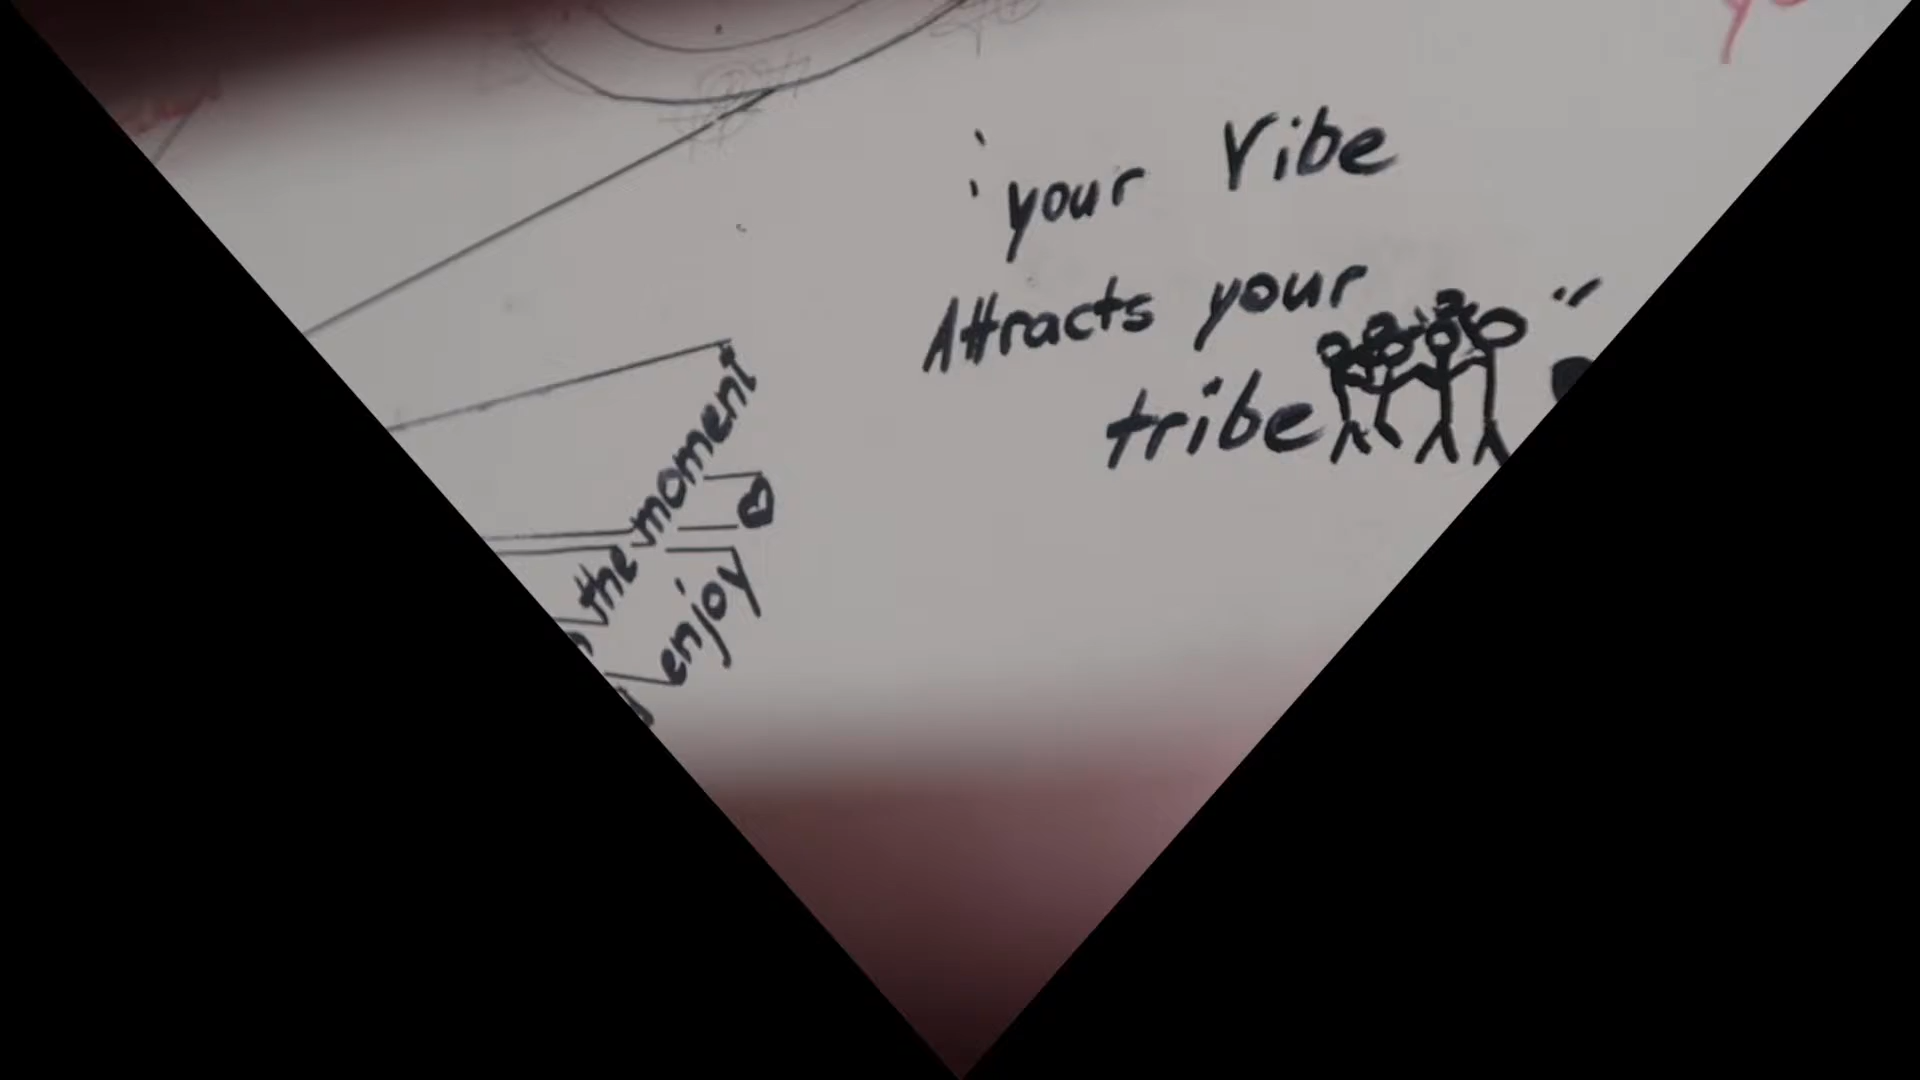 "your Vibe
Attracts your
tribe"
the moment
enjoy